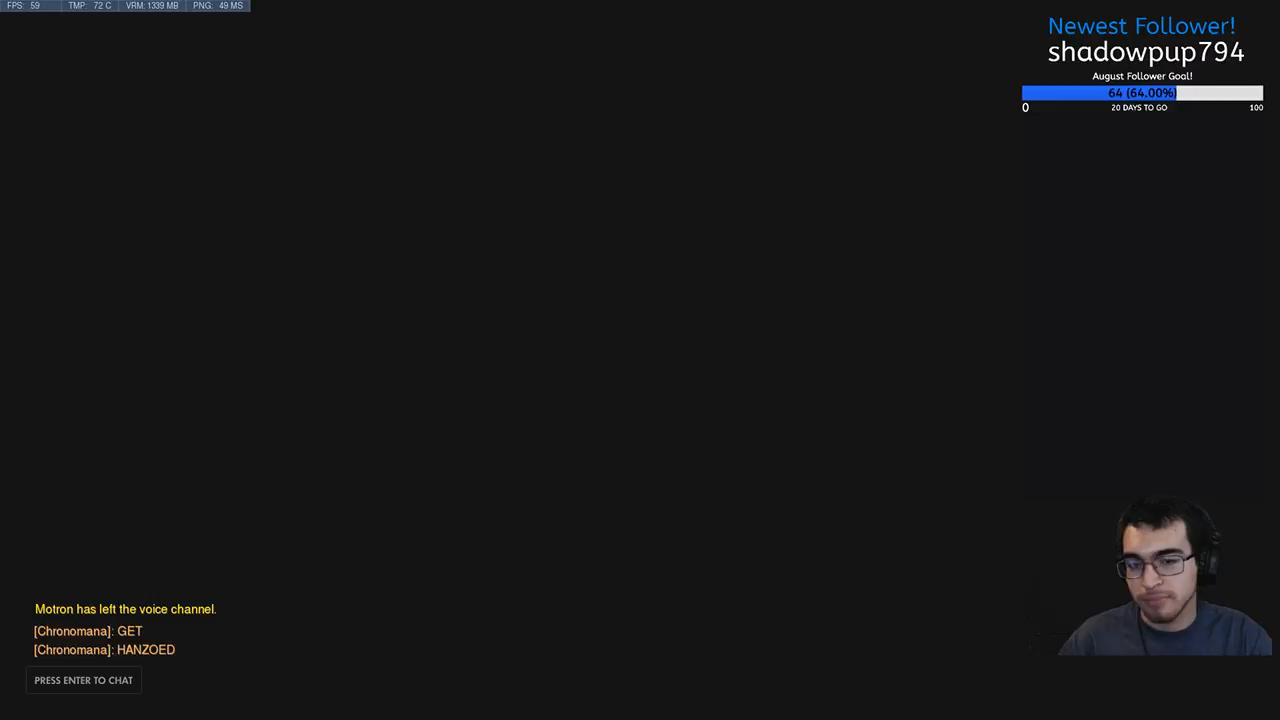 FPS: 59 TMP: 72 C VRM: 1339 MB PNG: 49 MS
Newest Follower!
shadowpup794
August Follower Goal!
64 (64.00%)
0 20 DAYS TO GO 100
Motron has left the voice channel.
[Chronomana]: GET
[Chronomana]: HANZOED
PRESS ENTER TO CHAT